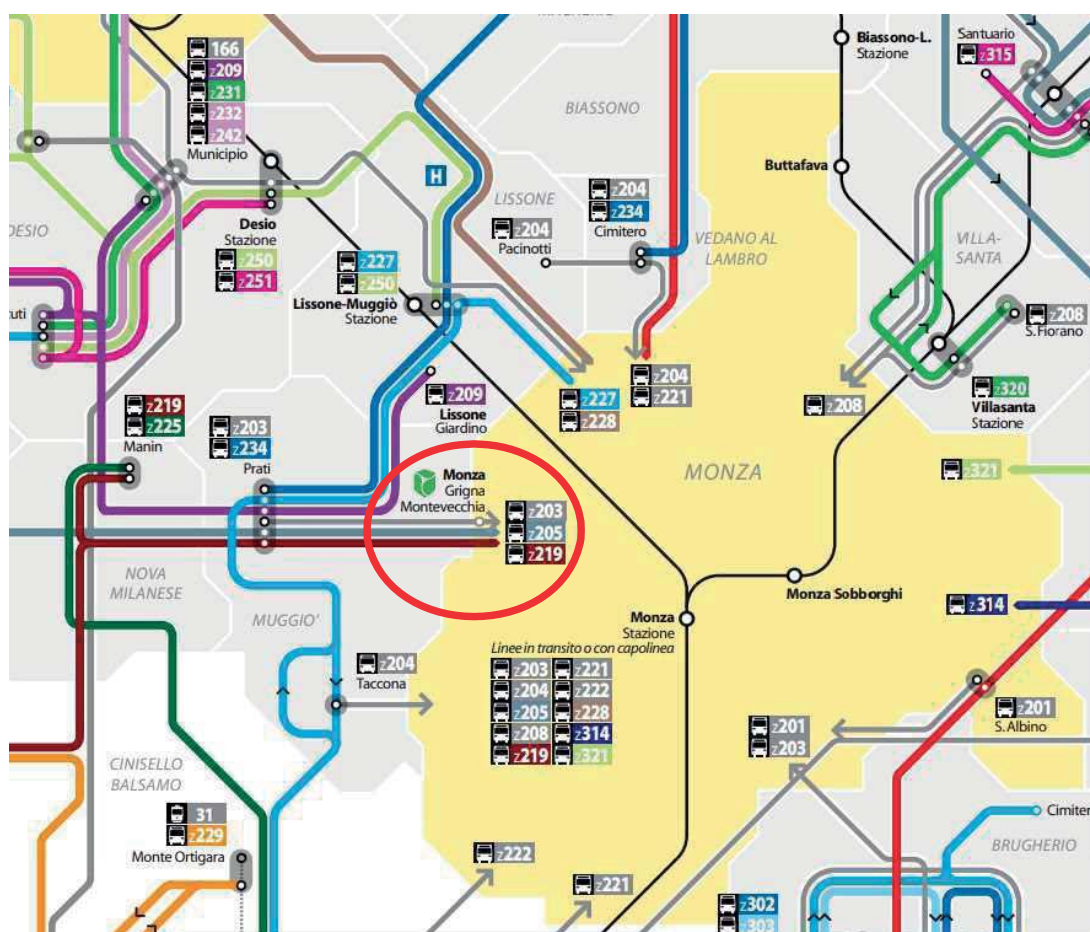 166
z209
z231
z232
z242
Municipio
Biassono-L.
Stazione
Santuario
z315
BIASSONO
Buttafava
LISSONE
z204
Pacinotti
z204
z234
Cimitero
VEDANO AL
LAMBRO
VILLA-
SANTA
DESIO
H
Desio
Stazione
z250
z251
z227
z250
Lissone-Muggiò
Stazione
z208
S.Fiorano
z209
Lissone
Giardino
z227
z228
z204
z221
z208
z320
Villasanta
Stazione
z219
z225
Manin
z203
z234
Prati
Monza
Grigna
Montevecchia
z203
z205
z219
MONZA
z321
NOVA
MILANESE
MUGGIO'
Monza Sobborghi
z314
Monza
Stazione
Linee in transito o con capolinea
z203 z221
z204 z222
z205 z228
z208 z314
z219 z321
z204
Taccona
z201
S.Albino
z201
z203
CINISELLO
BALSAMO
31
z229
Monte Ortigara
z222
z221
z302
z303
BRUGHERIO